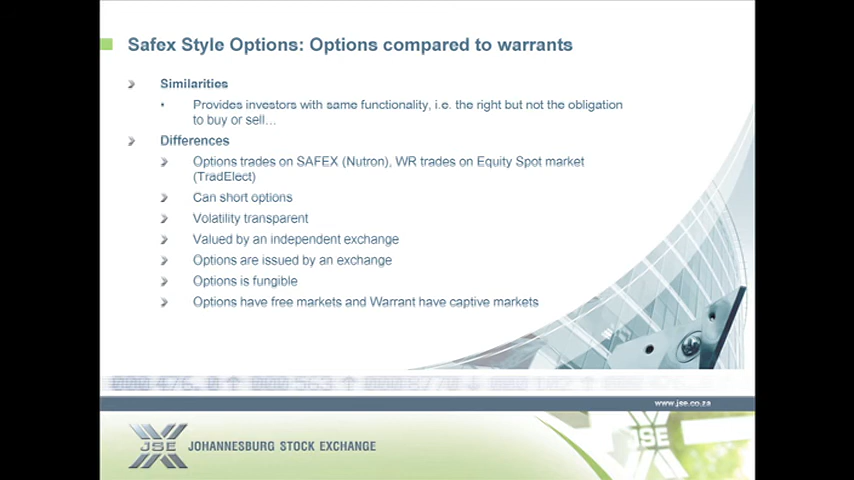 Safex Style Options: Options compared to warrants
Similarities
Provides investors with same functionality, i.e. the right but not the obligation
to buy or sell…
Differences
Options trades on SAFEX (Nutron), WR trades on Equity Spot market
(TradElect)
Can short options
Volatility transparent
Valued by an independent exchange
Options are issued by an exchange
Options is fungible
Options have free markets and Warrant have captive markets
www.jse.co.za
JSE
JOHANNESBURG STOCK EXCHANGE
JSE